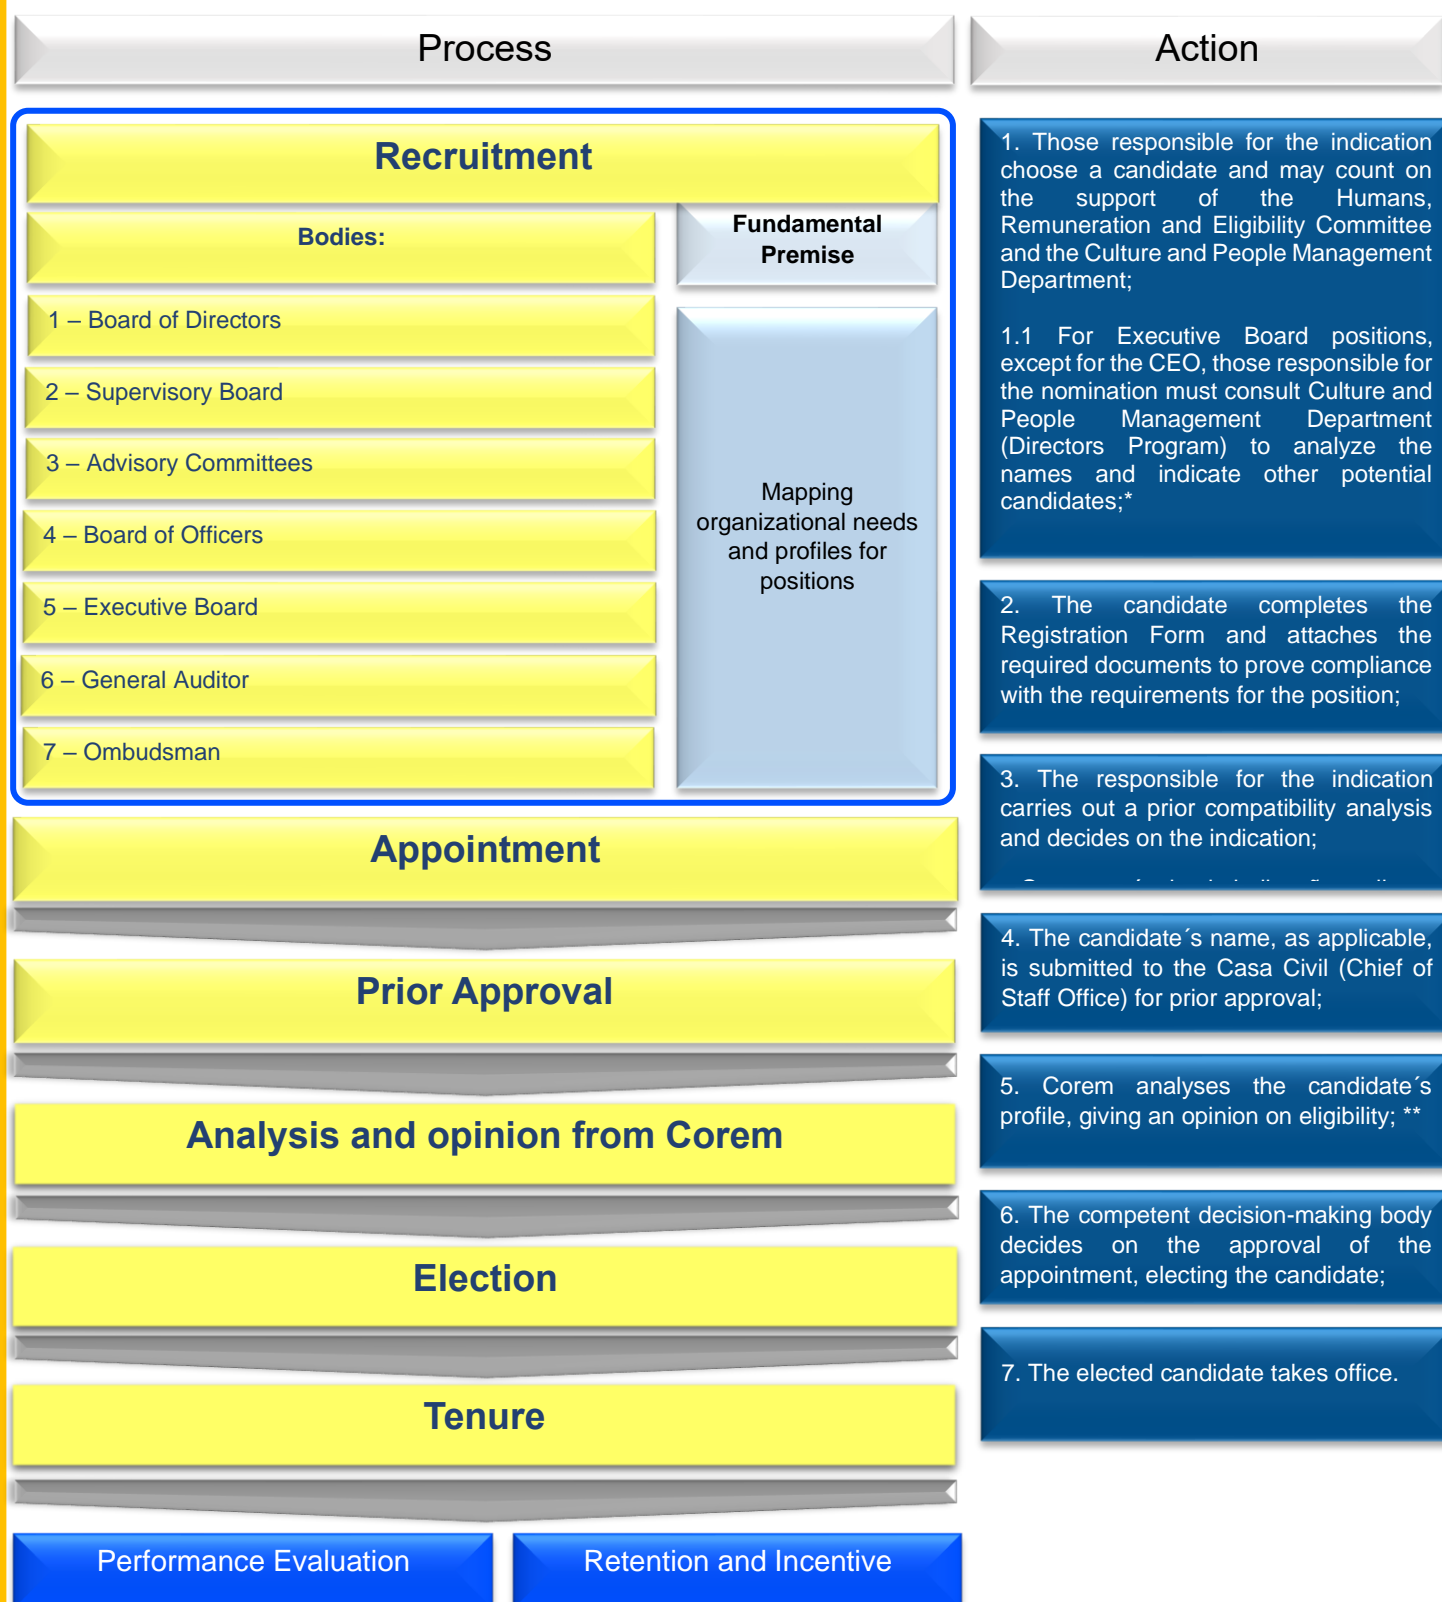 Process
Action
Recruitment
Bodies:
Fundamental
Premise
1 – Board of Directors
2 – Supervisory Board
3 – Advisory Committees
4 – Board of Officers
5 – Executive Board
6 – General Auditor
7 – Ombudsman
Mapping
organizational needs
and profiles for
positions
Appointment
Prior Approval
Analysis and opinion from Corem
Election
Tenure
Performance Evaluation
Retention and Incentive
1. Those responsible for the indication
choose a candidate and may count on
the support of the Humans,
Remuneration and Eligibility Committee
and the Culture and People Management
Department;
1.1 For Executive Board positions,
except for the CEO, those responsible for
the nomination must consult Culture and
People Management Department
(Directors Program) to analyze the
names and indicate other potential
candidates;*
2. The candidate completes the
Registration Form and attaches the
required documents to prove compliance
with the requirements for the position;
3. The responsible for the indication
carries out a prior compatibility analysis
and decides on the indication;
4. The candidate´s name, as applicable,
is submitted to the Casa Civil (Chief of
Staff Office) for prior approval;
5. Corem analyses the candidate´s
profile, giving an opinion on eligibility; **
6. The competent decision-making body
decides on the approval of the
appointment, electing the candidate;
7. The elected candidate takes office.